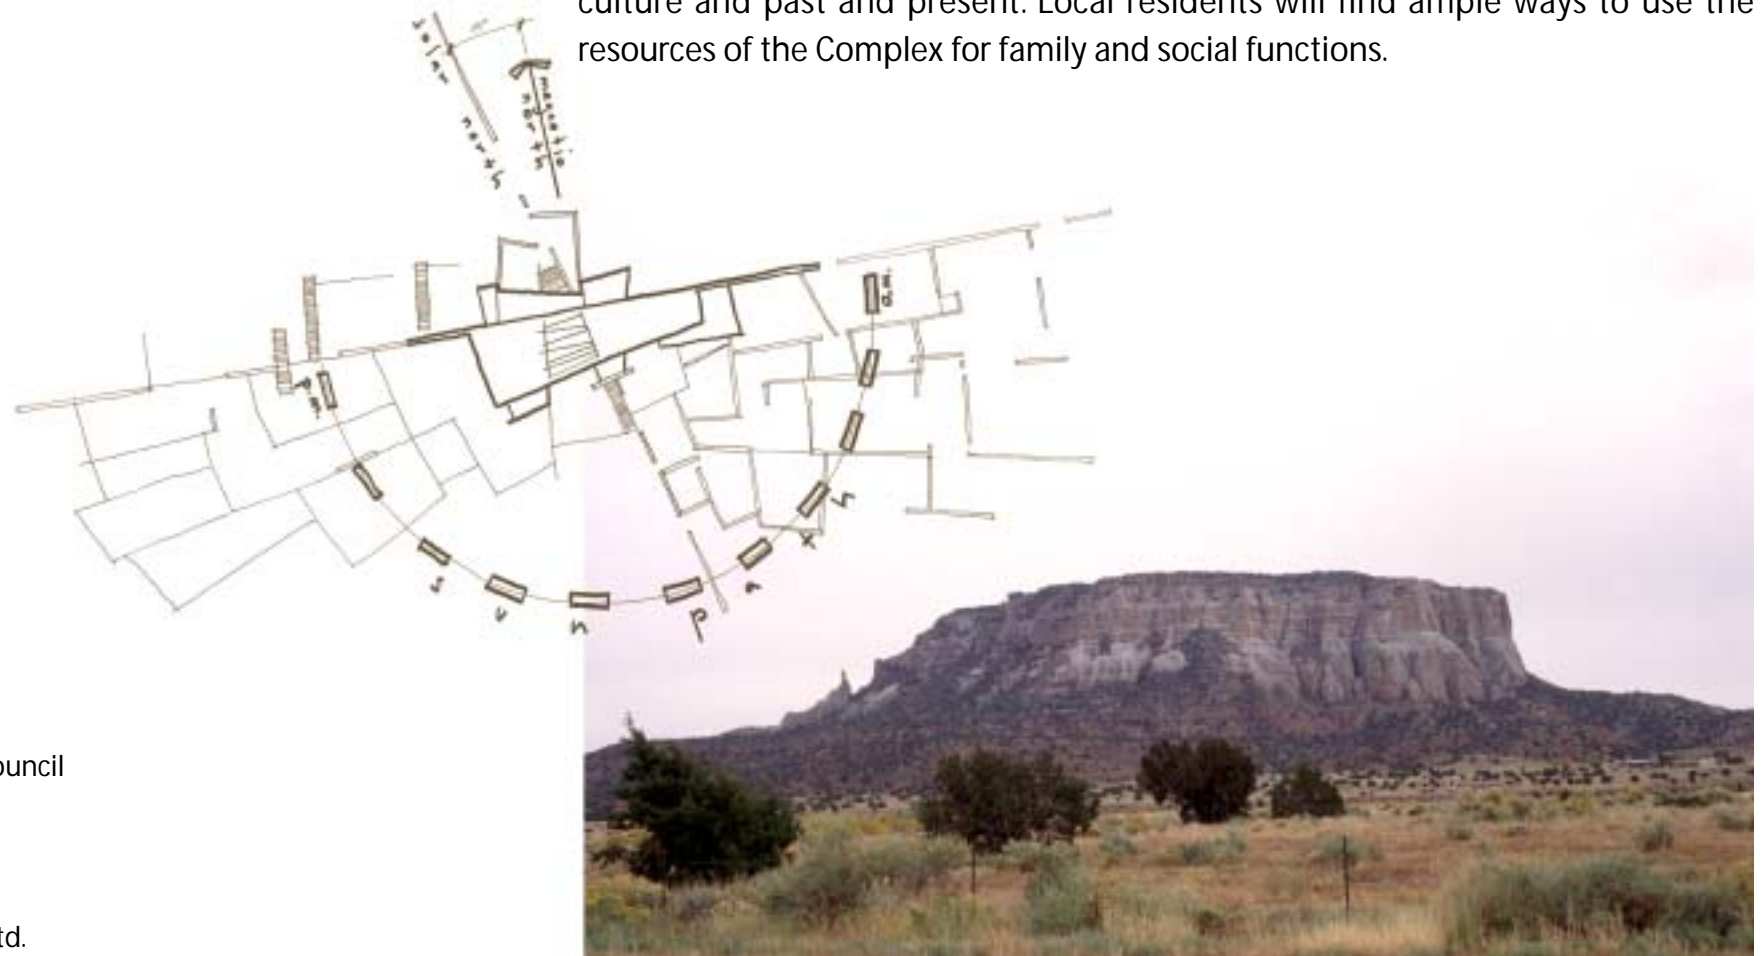 culture and past and present. Local residents will find ample ways to use the
resources of the Complex for family and social functions.
solar north
magnetic
north
a.m.
p.m.
sun path
ouncil
td.